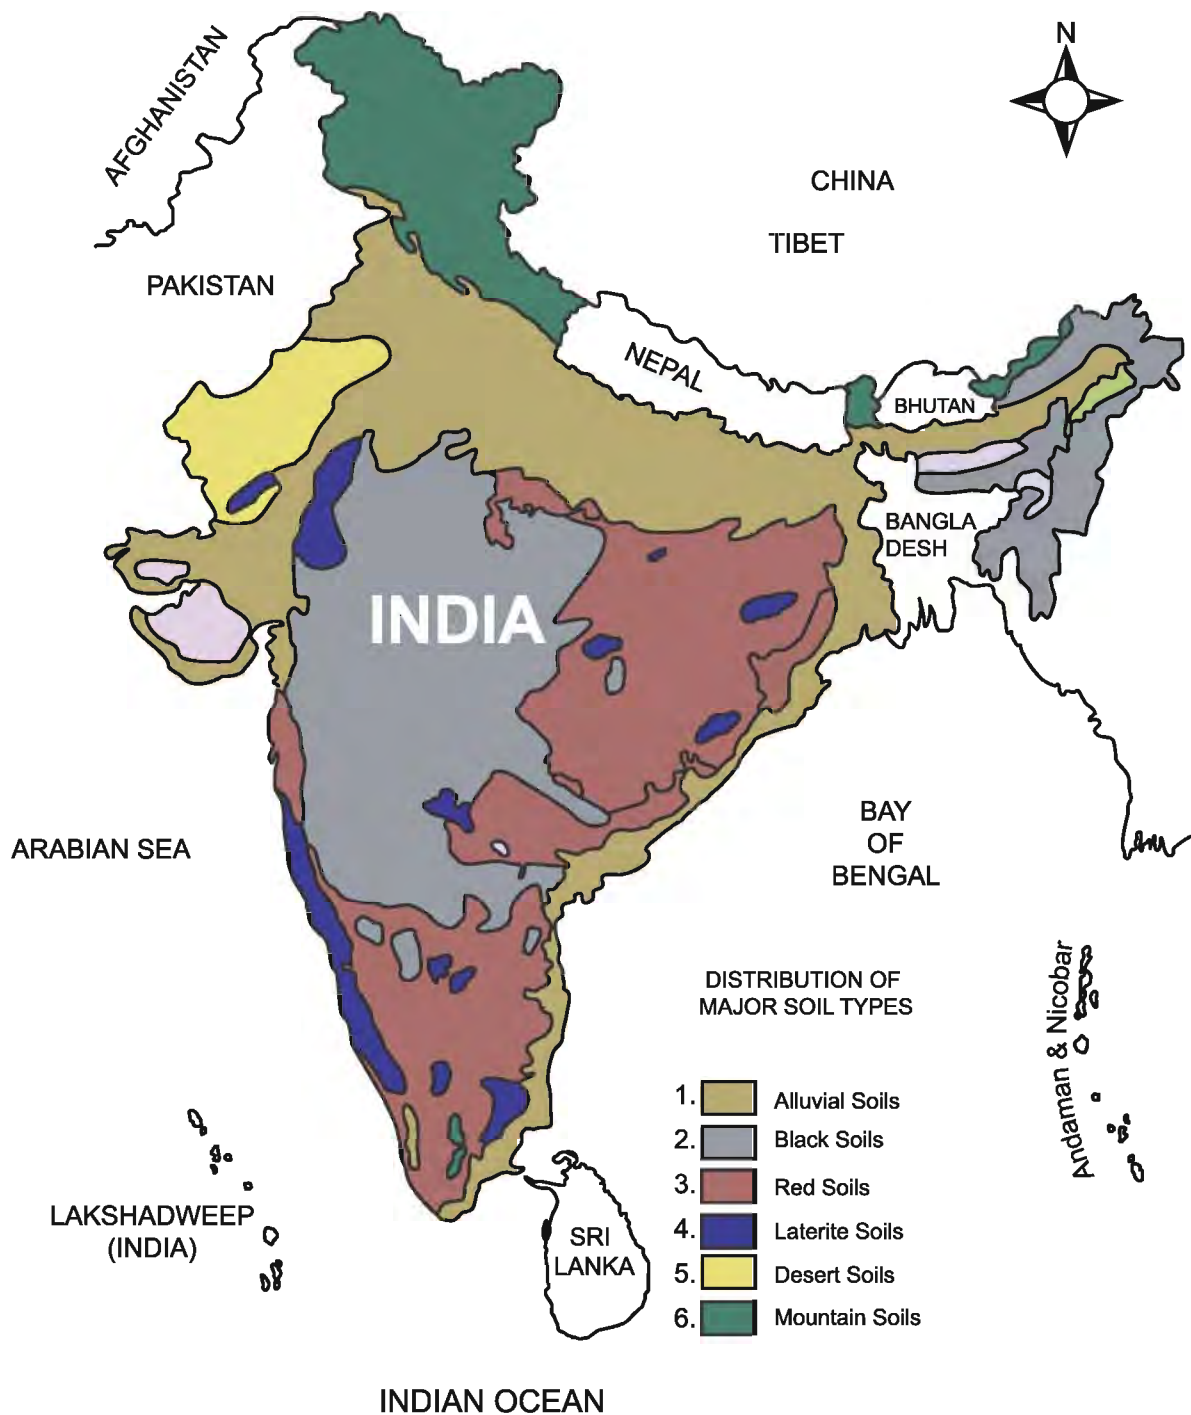 N
AFGHANISTAN
CHINA
TIBET
PAKISTAN
NEPAL
BHUTAN
BANGLA
DESH
INDIA
ARABIAN SEA
BAY
OF
BENGAL
Andaman & Nicobar
DISTRIBUTION OF
MAJOR SOIL TYPES
1. Alluvial Soils
2. Black Soils
3. Red Soils
4. Laterite Soils
5. Desert Soils
6. Mountain Soils
LAKSHADWEEP
(INDIA)
SRI
LANKA
INDIAN OCEAN